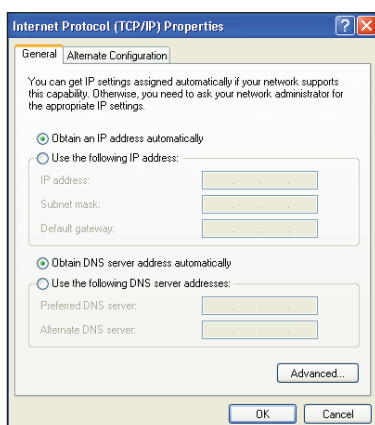 Internet Protocol (TCP/IP) Properties
General
Alternate Configuration
You can get IP settings assigned automatically if your network supports
this capability. Otherwise, you need to ask your network administrator for
the appropriate IP settings.
Obtain an IP address automatically
Use the following IP address:
IP address:
Subnet mask:
Default gateway:
Obtain DNS server address automatically
Use the following DNS server addresses:
Preferred DNS server:
Alternate DNS server:
Advanced...
OK
Cancel